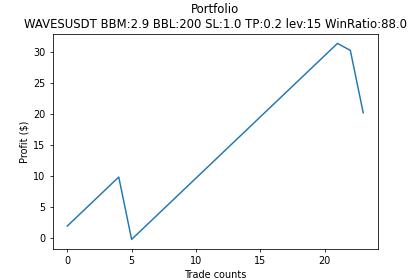 Portfolio
WAVESUSDT BBM:2.9 BBL:200 SL:1.0 TP:0.2 lev:15 WinRatio:88.0
Profit ($)
30
25
20
15
10
5
0
0 5 10 15 20
Trade counts